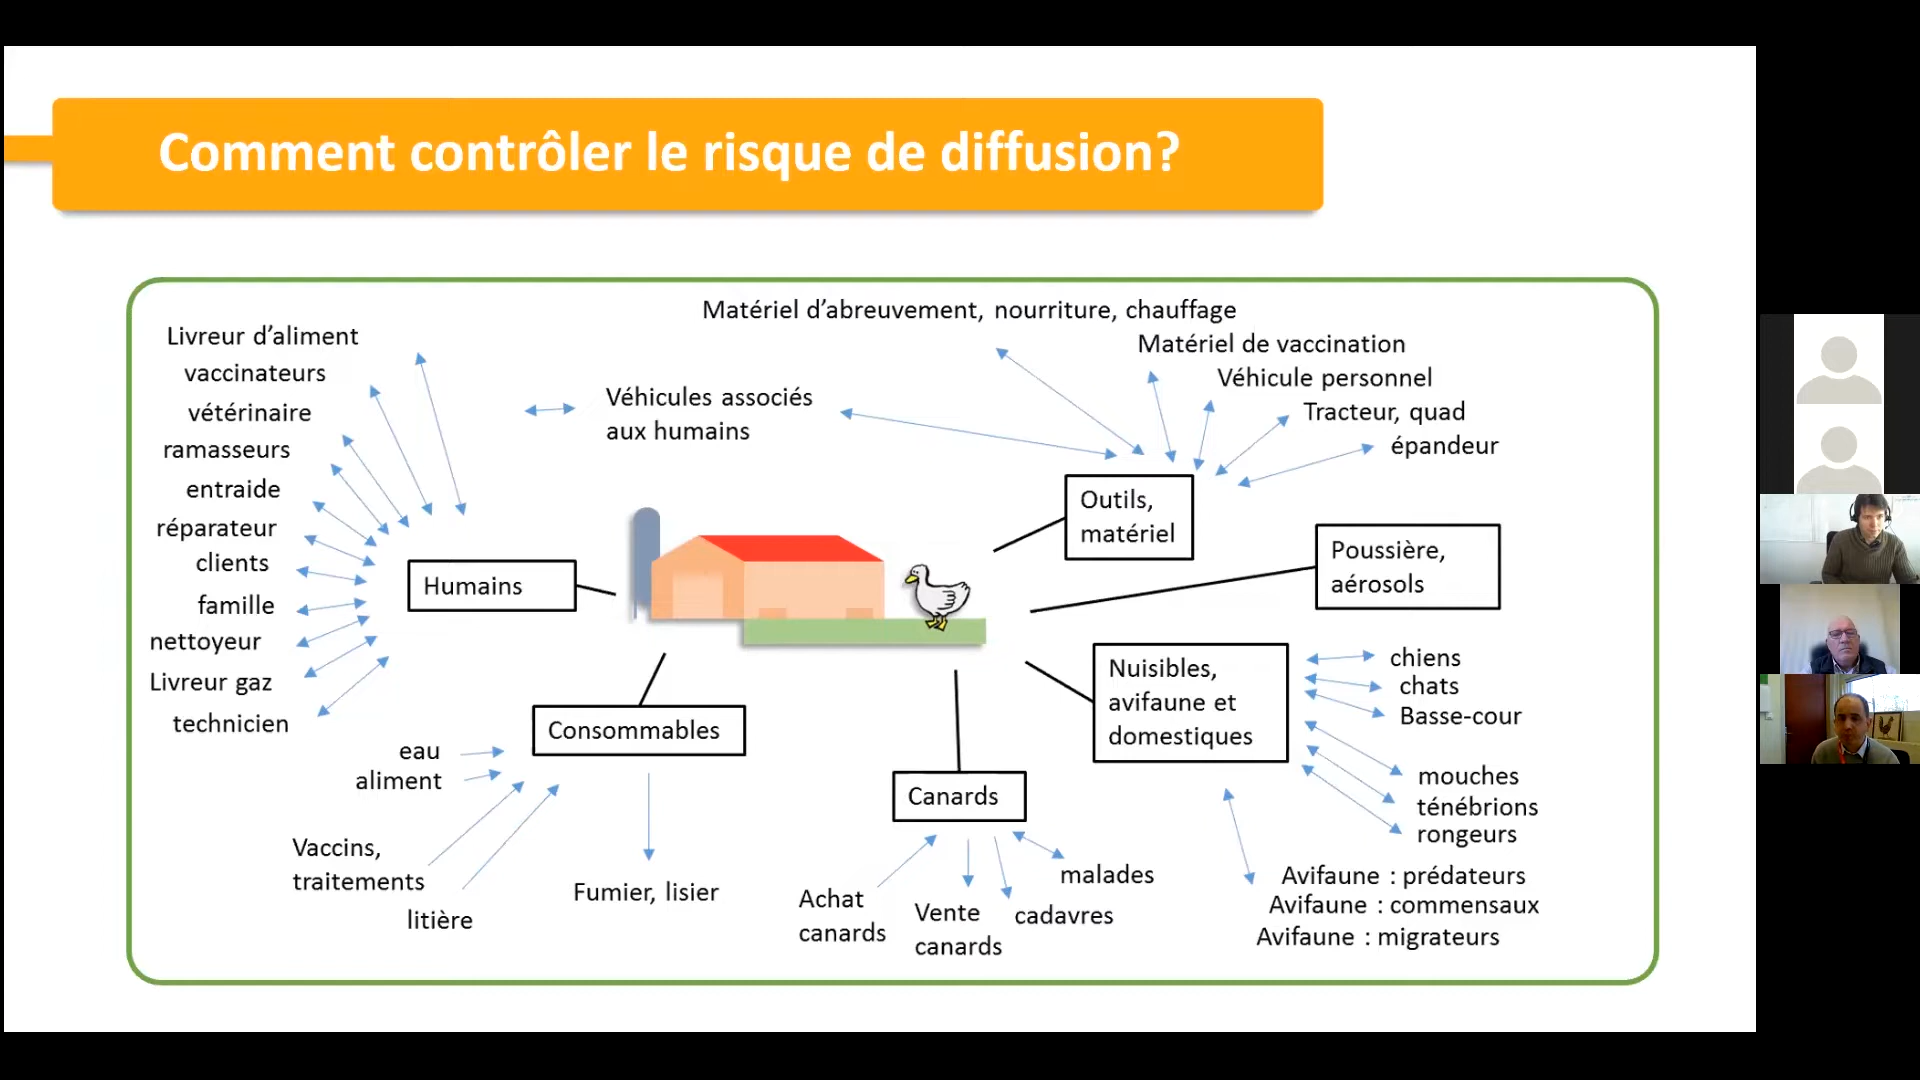 Comment contrôler le risque de diffusion?
Matériel d’abreuvement, nourriture, chauffage
Livreur d’aliment
vaccinateurs
vétérinaire
ramasseurs
entraide
réparateur
clients
famille
nettoyeur
Livreur gaz
technicien
Véhicules associés
aux humains
Matériel de vaccination
Véhicule personnel
Tracteur, quad
épandeur
Outils,
matériel
Humains
Poussière,
aérosols
Nuisibles,
avifaune et
domestiques
chiens
chats
Basse-cour
mouches
ténébrions
rongeurs
Avifaune : prédateurs
Avifaune : commensaux
Avifaune : migrateurs
Consommables
eau
aliment
Vaccins,
traitements
litière
Fumier, lisier
Canards
Achat
canards
Vente
canards
cadavres
malades